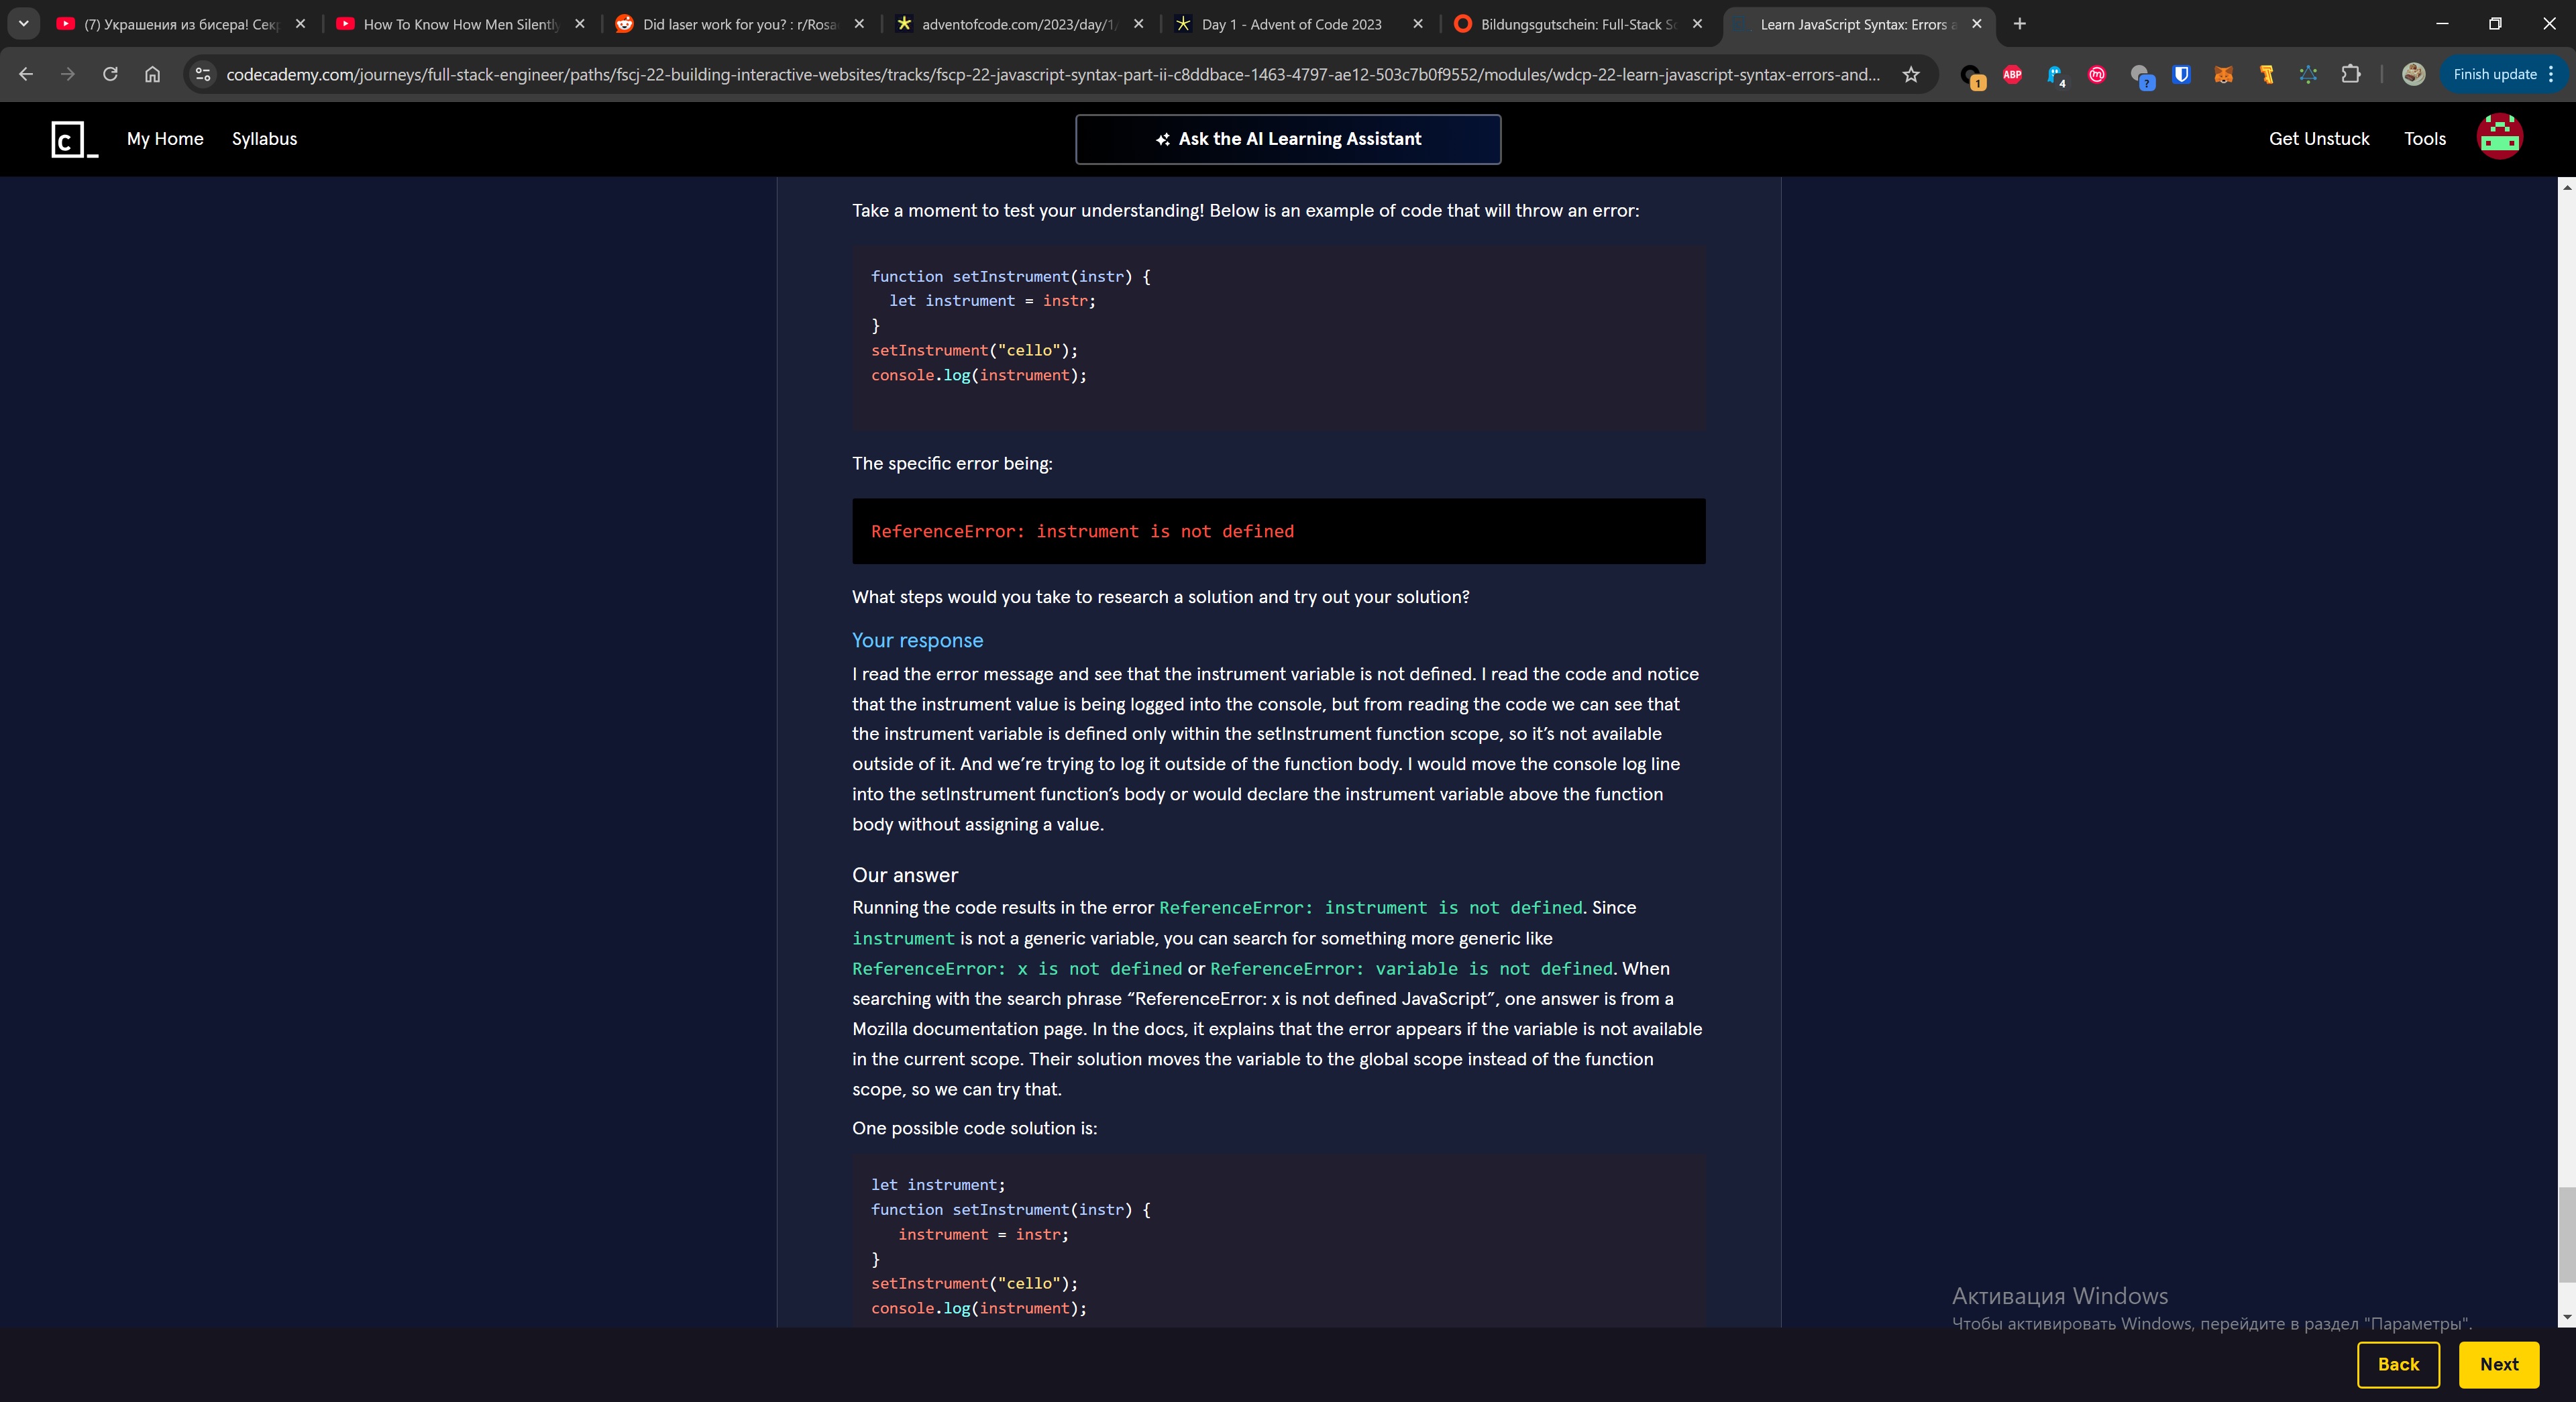 (7) Украшения из бисера! Сек
How To Know How Men Silently
Did laser work for you? : r/Rosa
adventofcode.com/2023/day/1/
Day 1 - Advent of Code 2023
Bildungsgutschein: Full-Stack So
Learn JavaScript Syntax: Errors a
codecademy.com/journeys/full-stack-engineer/paths/fscj-22-building-interactive-websites/tracks/fscp-22-javascript-syntax-part-ii-c8ddbace-1463-4797-ae12-503c7b0f9552/modules/wdcp-22-learn-javascript-syntax-errors-and...
1
ABP
4
?
Finish update
c_
My Home
Syllabus
Ask the AI Learning Assistant
Get Unstuck
Tools
Take a moment to test your understanding! Below is an example of code that will throw an error:
function setInstrument(instr) {
let instrument = instr;
}
setInstrument("cello");
console.log(instrument);
The specific error being:
ReferenceError: instrument is not defined
What steps would you take to research a solution and try out your solution?
Your response
I read the error message and see that the instrument variable is not defined. I read the code and notice
that the instrument value is being logged into the console, but from reading the code we can see that
the instrument variable is defined only within the setInstrument function scope, so it's not available
outside of it. And we're trying to log it outside of the function body. I would move the console log line
into the setInstrument function's body or would declare the instrument variable above the function
body without assigning a value.
Our answer
Running the code results in the error ReferenceError: instrument is not defined. Since
instrument is not a generic variable, you can search for something more generic like
ReferenceError: x is not defined or ReferenceError: variable is not defined. When
searching with the search phrase “ReferenceError: x is not defined JavaScript”, one answer is from a
Mozilla documentation page. In the docs, it explains that the error appears if the variable is not available
in the current scope. Their solution moves the variable to the global scope instead of the function
scope, so we can try that.
One possible code solution is:
let instrument;
function setInstrument(instr) {
instrument = instr;
}
setInstrument("cello");
console.log(instrument);
Активация Windows
Чтобы активировать Windows, перейдите в раздел "Параметры".
Back
Next